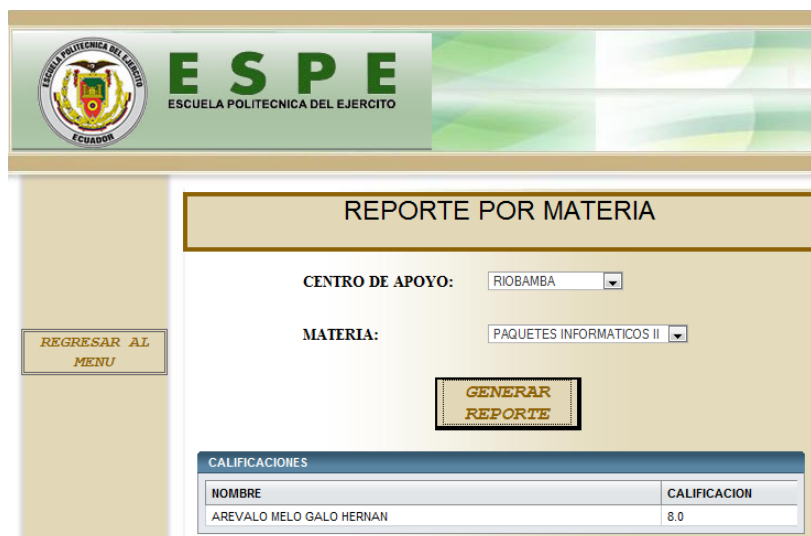 ESCUELA POLITECNICA DEL EJERCITO
ECUADOR
E S P E
ESCUELA POLITECNICA DEL EJERCITO
REPORTE POR MATERIA
CENTRO DE APOYO: RIOBAMBA
MATERIA: PAQUETES INFORMATICOS II
REGRESAR AL
MENU
GENERAR
REPORTE
CALIFICACIONES
NOMBRE CALIFICACION
AREVALO MELO GALO HERNAN 8.0